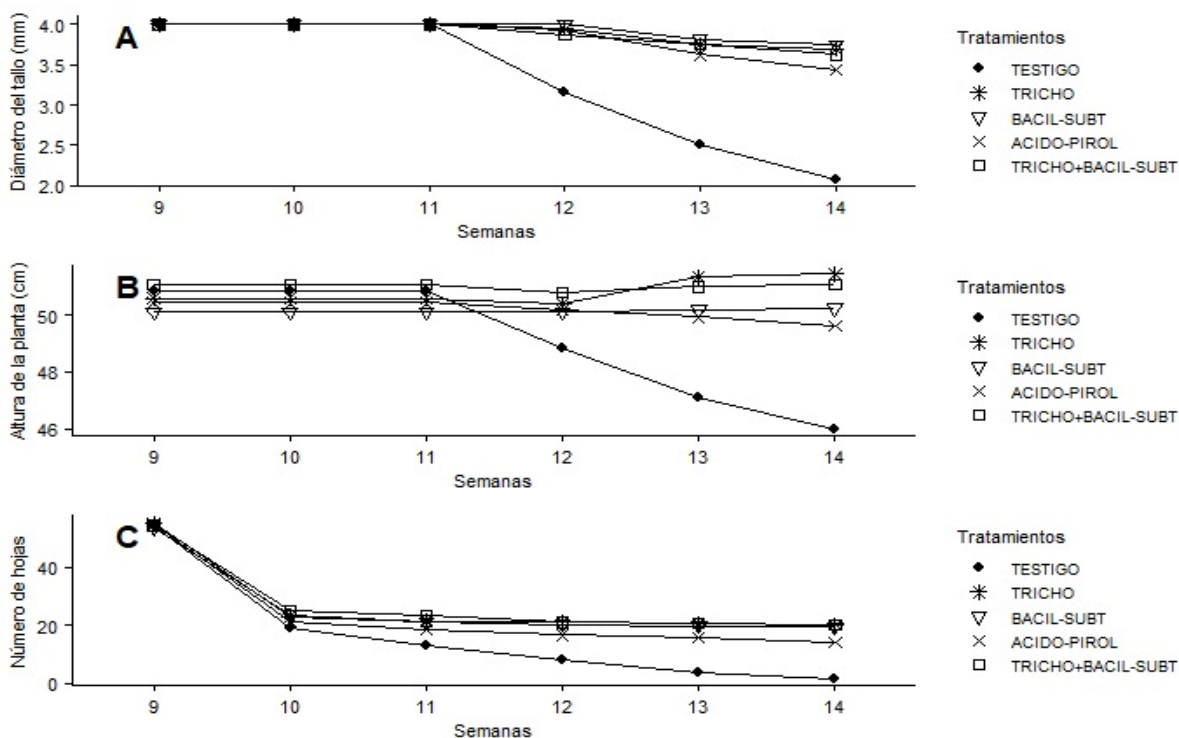 A
Diámetro del tallo (mm)
4.0
3.5
3.0
2.5
2.0
9 10 11 12 13 14
Semanas
Tratamientos
TESTIGO
TRICHO
BACIL-SUBT
ACIDO-PIROL
TRICHO+BACIL-SUBT
B
Altura de la planta (cm)
50
48
46
9 10 11 12 13 14
Semanas
Tratamientos
TESTIGO
TRICHO
BACIL-SUBT
ACIDO-PIROL
TRICHO+BACIL-SUBT
C
Número de hojas
40
20
0
9 10 11 12 13 14
Semanas
Tratamientos
TESTIGO
TRICHO
BACIL-SUBT
ACIDO-PIROL
TRICHO+BACIL-SUBT